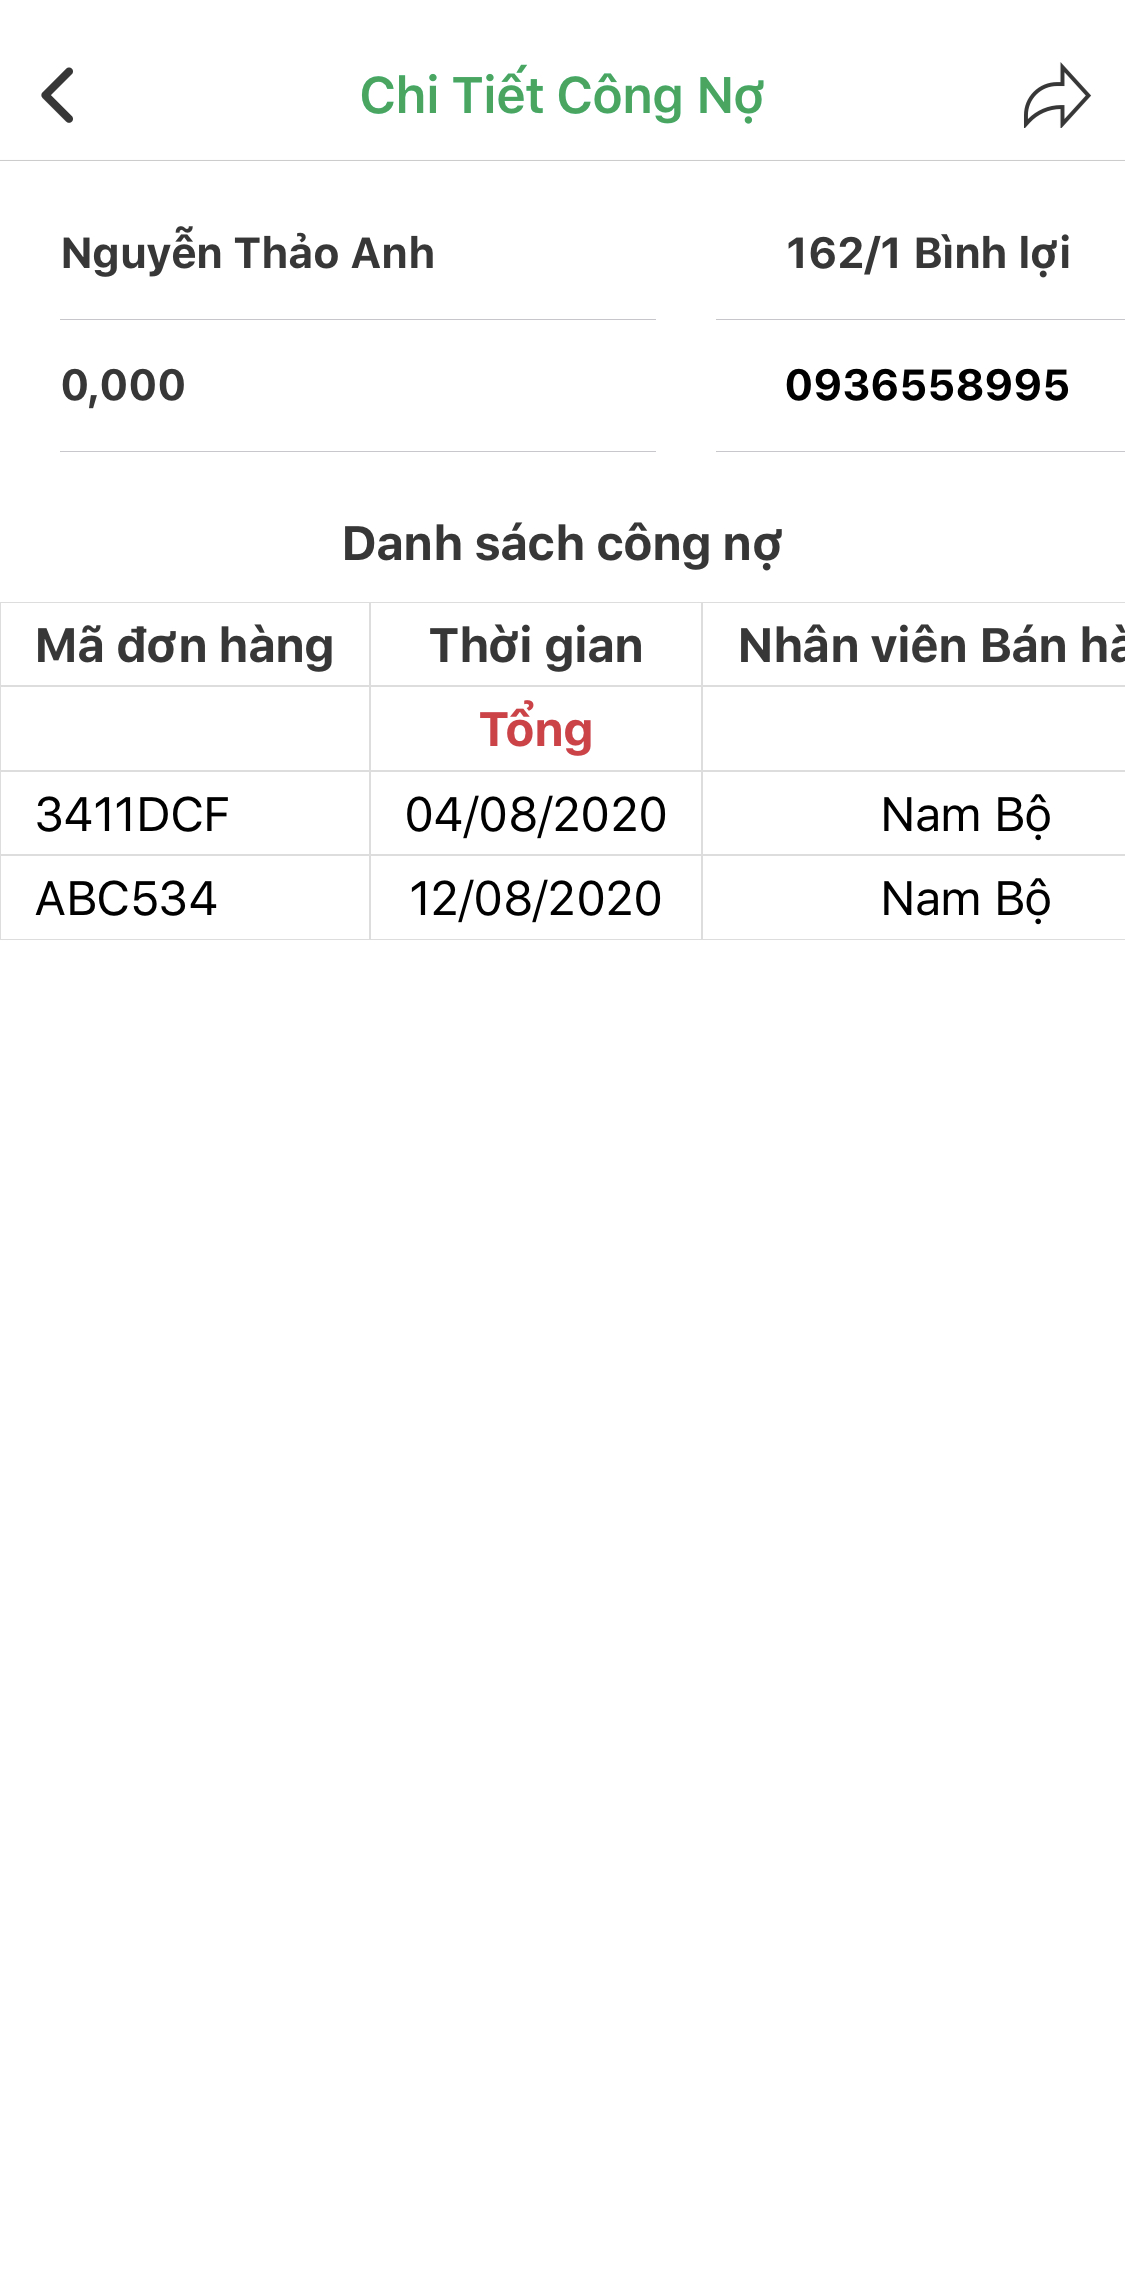 Chi Tiết Công Nợ
Nguyễn Thảo Anh 162/1 Bình lợi
0,000 0936558995
Danh sách công nợ
Mã đơn hàng Thời gian Nhân viên Bán hà
Tổng
3411DCF 04/08/2020 Nam Bộ
ABC534 12/08/2020 Nam Bộ